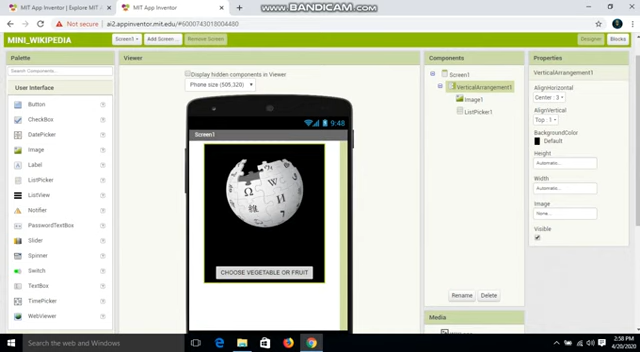 www.BANDICAM.com
MIT App Inventor | Explore MIT A
MIT App Inventor
Not secure | ai2.appinventor.mit.edu/#6000743018004480
MINI_WIKIPEDIA
Screen1
Add Screen ...
Remove Screen
Designer
Blocks
Palette
Viewer
Components
Properties
Search Components...
User Interface
Button
CheckBox
DatePicker
Image
Label
ListPicker
ListView
Notifier
PasswordTextBox
Slider
Spinner
Switch
TextBox
TimePicker
WebViewer
Display hidden components in Viewer
Phone size (505,320)
9:48
Screen1
Ω
W
И
CHOOSE VEGETABLE OR FRUIT
Screen1
VerticalArrangement1
Image1
ListPicker1
Rename
Delete
Media
VerticalArrangement1
AlignHorizontal
Center : 3
AlignVertical
Top : 1
BackgroundColor
Default
Height
Automatic...
Width
Automatic...
Image
None...
Visible
Search the web and Windows
2:58 PM
4/20/2020